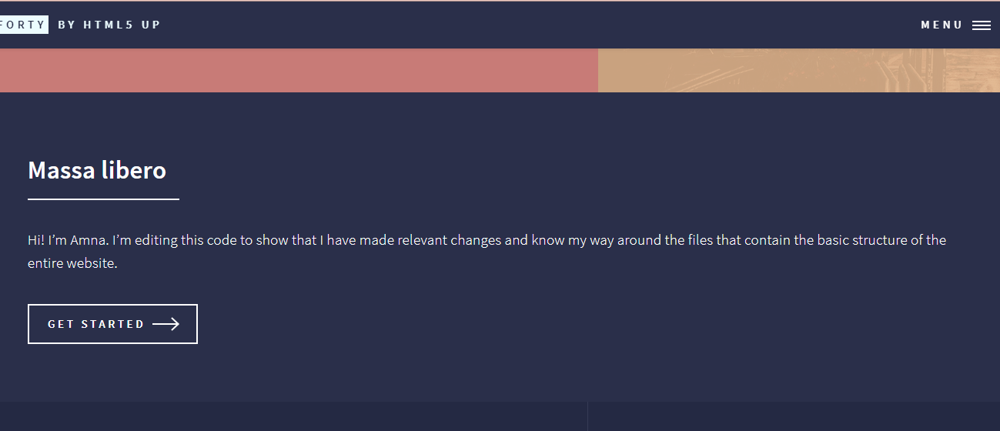 FORTY BY HTML5 UP
MENU
Massa libero
Hi! I’m Amna. I’m editing this code to show that I have made relevant changes and know my way around the files that contain the basic structure of the
entire website.
GET STARTED